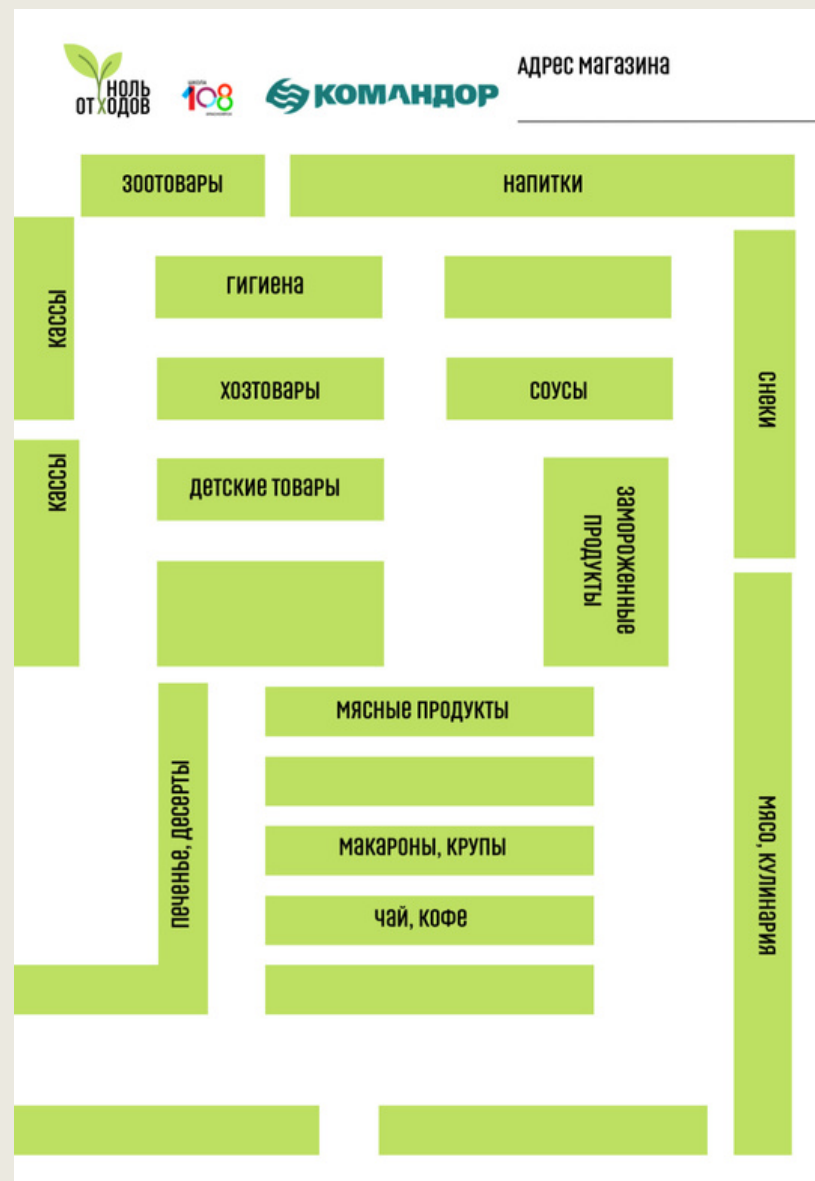 НОЛЬ
ОТХОДОВ
ШКОЛА
108
КОМАНДОР
Адрес магазина
зоотовары
напитки
кассы
гигиена
хозтовары
соусы
снеки
кассы
детские товары
замороженные
продукты
мясные продукты
печенье, десерты
макароны, крупы
мясо, кулинария
чай, кофе